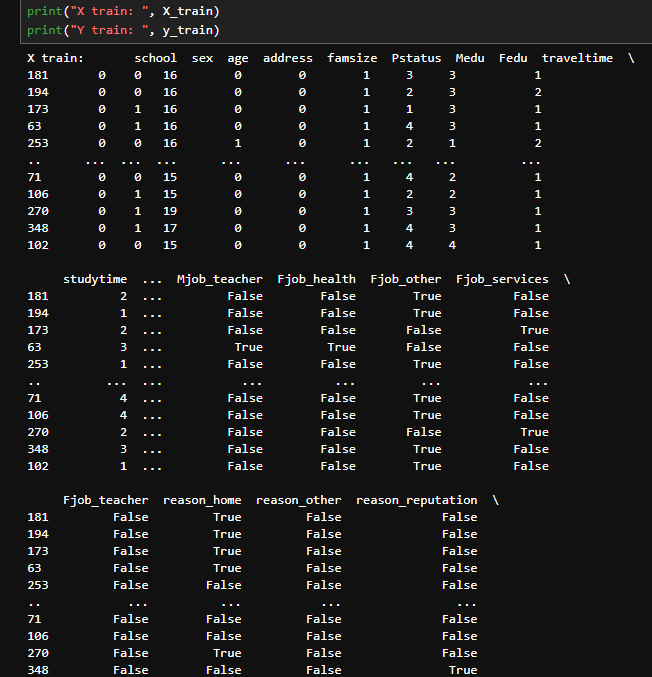 print("X train: ", X_train)
print("Y train: ", y_train)
X train:       school  sex  age  address  famsize  Pstatus  Medu  Fedu  traveltime  \
181       0    0   16        0        0        1     3     3           1
194       0    0   16        0        0        1     2     3           2
173       0    1   16        0        0        1     1     3           1
63        0    1   16        0        0        1     4     3           1
253       0    0   16        1        0        1     2     1           2
..      ...  ...  ...      ...      ...      ...   ...   ...         ...
71        0    0   15        0        0        1     4     2           1
106       0    1   15        0        0        1     2     2           1
270       0    1   19        0        0        1     3     3           1
348       0    1   17        0        0        1     4     3           1
102       0    0   15        0        0        1     4     4           1
     studytime  ...  Mjob_teacher  Fjob_health  Fjob_other  Fjob_services  \
181          2  ...         False        False        True          False
194          1  ...         False        False        True          False
173          2  ...         False        False       False           True
63           3  ...          True         True       False          False
253          1  ...         False        False        True          False
..         ...  ...           ...          ...         ...            ...
71           4  ...         False        False        True          False
106          4  ...         False        False        True          False
270          2  ...         False        False       False           True
348          3  ...         False        False        True          False
102          1  ...         False        False        True          False
     Fjob_teacher  reason_home  reason_other  reason_reputation  \
181         False         True         False              False
194         False         True         False              False
173         False         True         False              False
63          False         True         False              False
253         False        False         False              False
..            ...          ...           ...                ...
71          False        False         False              False
106         False        False         False              False
270         False         True         False              False
348         False        False         False               True